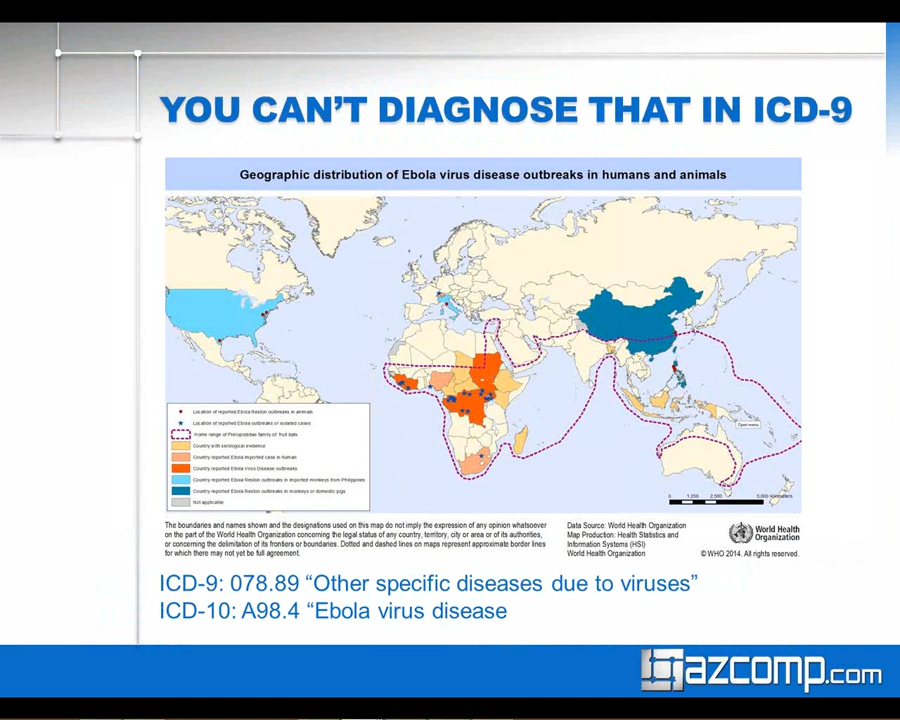 YOU CAN'T DIAGNOSE THAT IN ICD-9
Geographic distribution of Ebola virus disease outbreaks in humans and animals
Location of reported Ebola Reston outbreaks in animals
Location of reported Ebola outbreaks or isolated cases
Home range of Pteropodidae family of fruit bats
Country with serological evidence
Country reported Ebola imported case in human
Country reported Ebola Virus Disease outbreaks
Country reported Ebola Reston outbreaks in imported monkeys from Philippines
Country reported Ebola Reston outbreaks in monkeys or domestic pigs
Not applicable
Open menu
0 1,250 2,500 5,000 Kilometers
The boundaries and names shown and the designations used on this map do not imply the expression of any opinion whatsoever
on the part of the World Health Organization concerning the legal status of any country, territory, city or area or of its authorities,
or concerning the delimitation of its frontiers or boundaries. Dotted and dashed lines on maps represent approximate border lines
for which there may not yet be full agreement.
Data Source: World Health Organization
Map Production: Health Statistics and
Information Systems (HSI)
World Health Organization
World Health
Organization
© WHO 2014. All rights reserved.
ICD-9: 078.89 “Other specific diseases due to viruses”
ICD-10: A98.4 “Ebola virus disease
azcomp.com